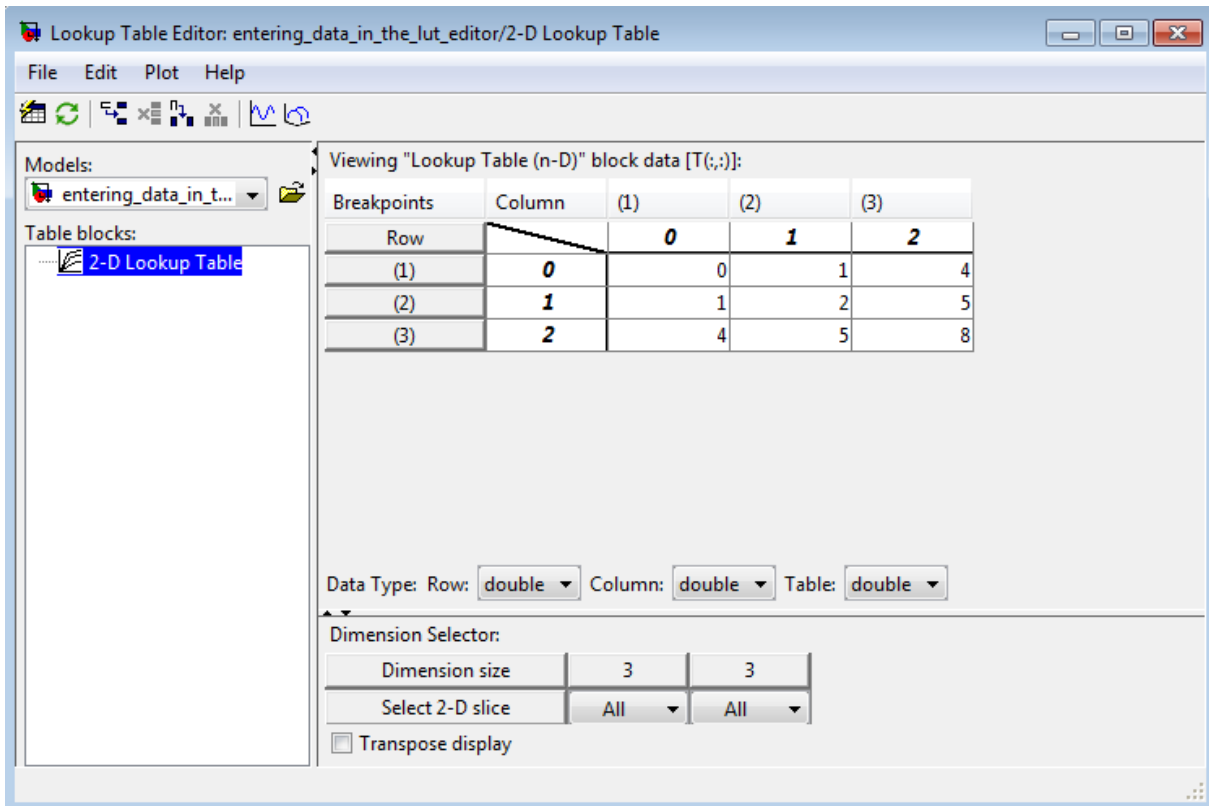 Lookup Table Editor: entering_data_in_the_lut_editor/2-D Lookup Table
File Edit Plot Help
Models:
entering_data_in_t...
Table blocks:
2-D Lookup Table
Viewing "Lookup Table (n-D)" block data [T(:,:)]:
Breakpoints Column (1) (2) (3)
Row 0 1 2
(1) 0 0 1 4
(2) 1 1 2 5
(3) 2 4 5 8
Data Type: Row: double Column: double Table: double
Dimension Selector:
Dimension size 3 3
Select 2-D slice All All
Transpose display